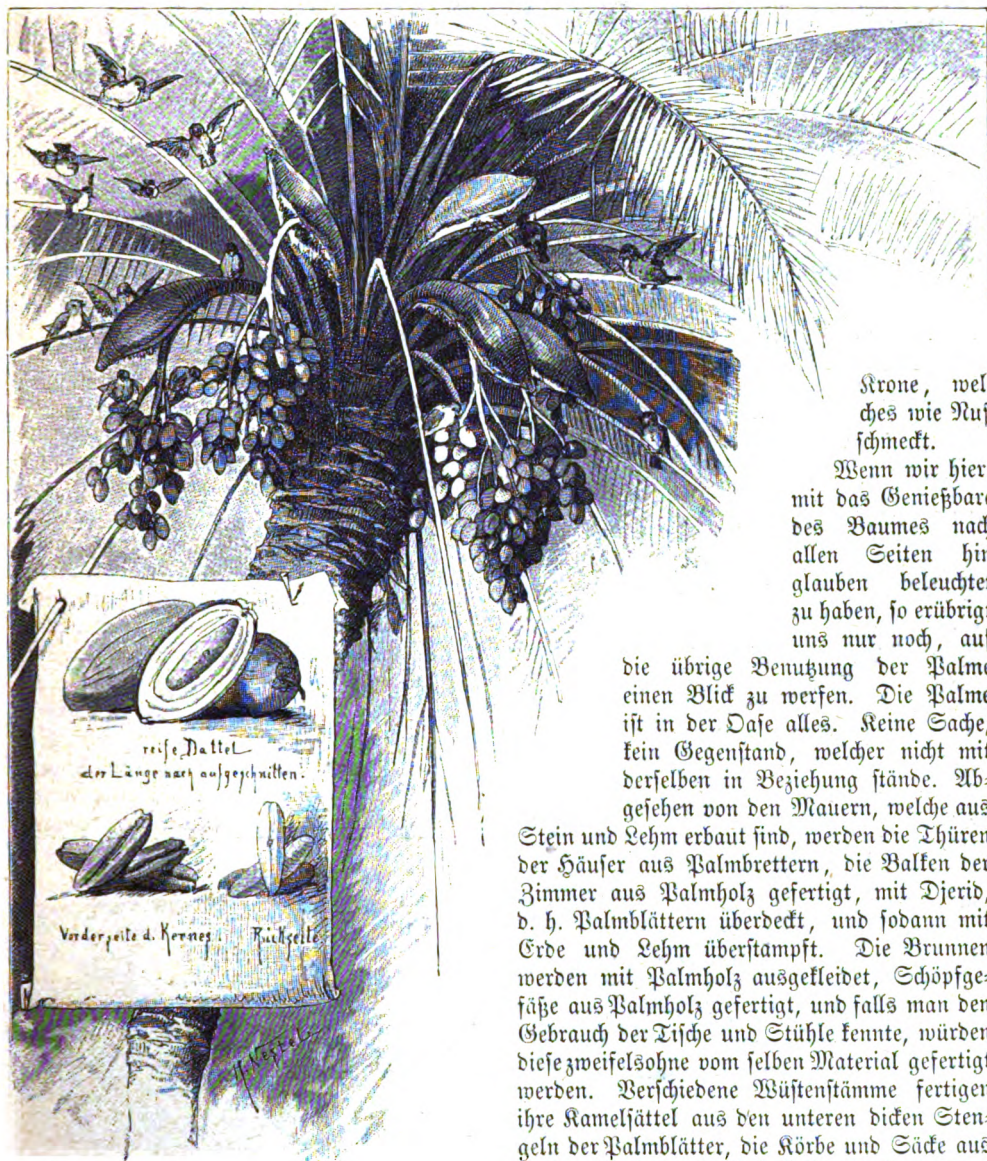 Krone, wel
ches wie Nuß
schmeckt.
Wenn wir hier
mit das Genießbare
des Baumes nach
allen Seiten hin
glauben beleuchtet
zu haben, so erübrigt
uns nur noch, auf
die übrige Benutzung der Palme
einen Blick zu werfen. Die Palme
ist in der Oase alles. Keine Sache,
kein Gegenstand, welcher nicht mit
derselben in Beziehung stände. Ab-
gesehen von den Mauern, welche aus
Stein und Lehm erbaut sind, werden die Thüren
der Häuser aus Palmbrettern, die Balken der
Zimmer aus Palmholz gefertigt, mit Djerid,
d. h. Palmblättern überdeckt, und sodann mit
Erde und Lehm überstampft. Die Brunnen
werden mit Palmholz ausgekleidet, Schöpfge-
fäße aus Palmholz gefertigt, und falls man den
Gebrauch der Tische und Stühle kennte, würden
diese zweifelsohne vom selben Material gefertigt
werden. Verschiedene Wüstenstämme fertigen
ihre Kamelsättel aus den unteren dicken Sten-
geln der Palmblätter, die Körbe und Säcke aus
reife Dattel
der Länge nach aufgeschnitten.
Vorderseite d. Kernes. Rückseite